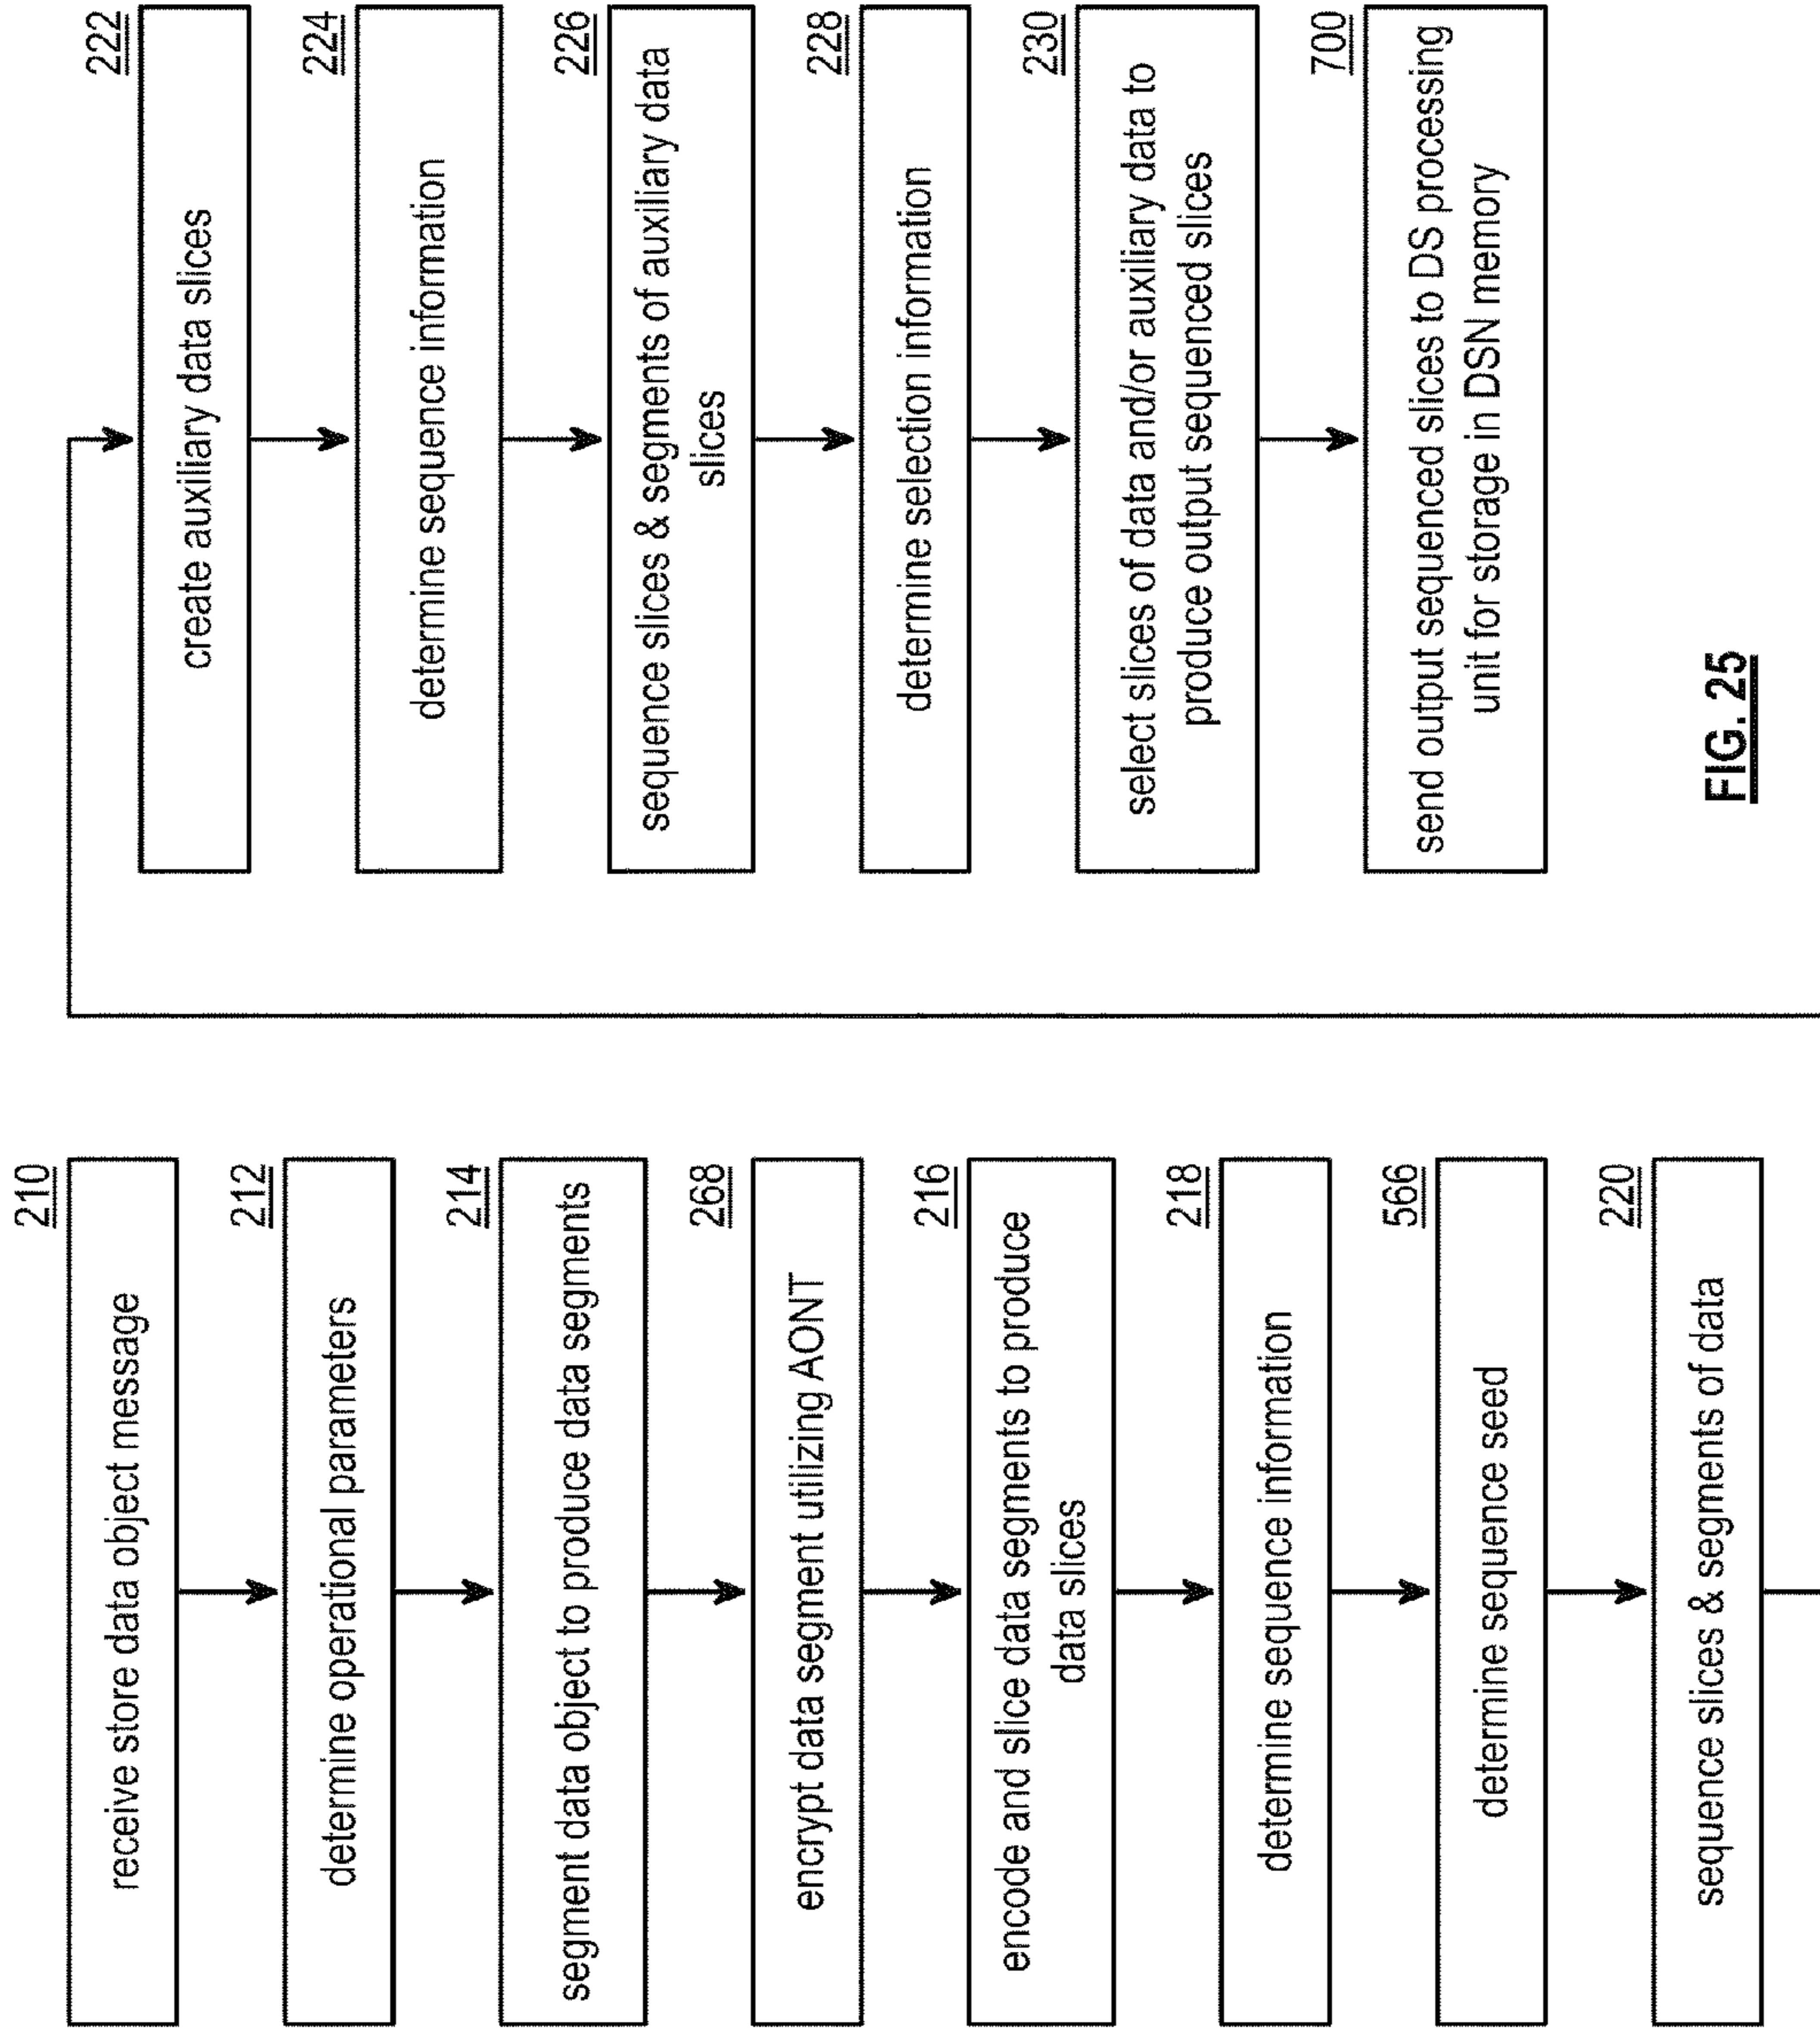 210
receive store data object message
212
determine operational parameters
214
segment data object to produce data segments
268
encrypt data segment utilizing AONT
216
encode and slice data segments to produce
data slices
218
determine sequence information
566
determine sequence seed
220
sequence slices & segments of data
222
create auxiliary data slices
224
determine sequence information
226
sequence slices & segments of auxiliary data
slices
228
determine selection information
230
select slices of data and/or auxiliary data to
produce output sequenced slices
700
send output sequenced slices to DS processing
unit for storage in DSN memory
FIG. 25